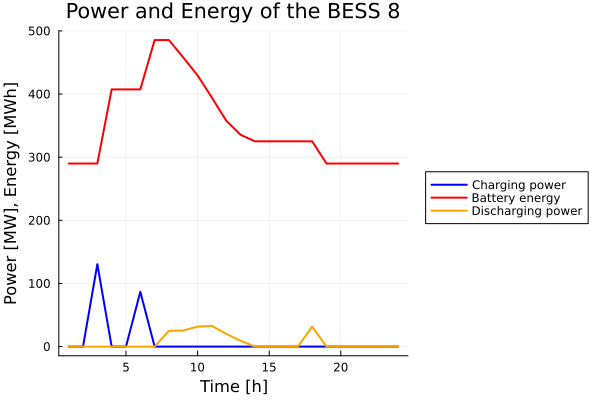 Power and Energy of the BESS 8
Power [MW], Energy [MWh]
500
400
300
200
100
0
5
10
15
20
Time [h]
Charging power
Battery energy
Discharging power